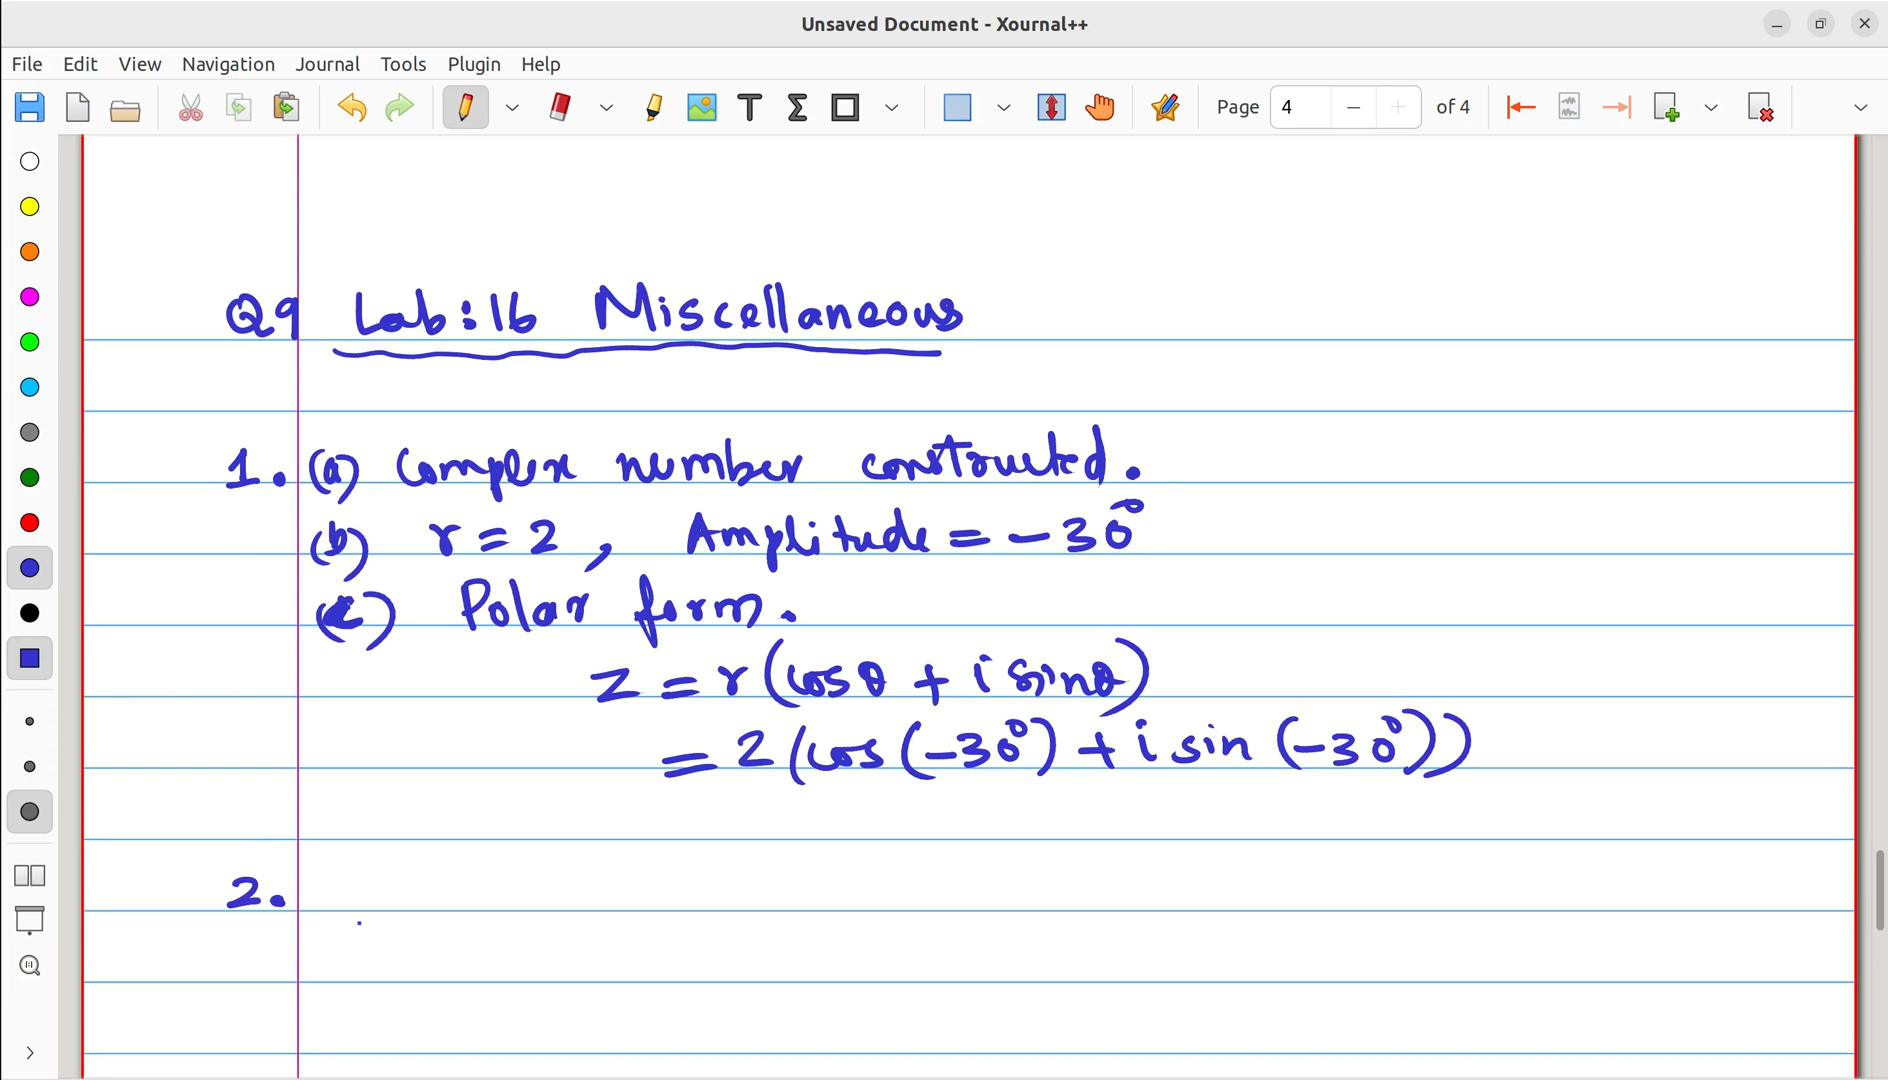 Unsaved Document - Xournal++
File Edit View Navigation Journal Tools Plugin Help
Page 4 of 4
Q9 Lab:16 Miscellaneous
1. (a) Complex number constructed.
(b) r = 2 , Amplitude = -30°
(c) Polar form.
z = r(cosθ + i sinθ)
= 2(cos(-30°) + i sin(-30°))
2.